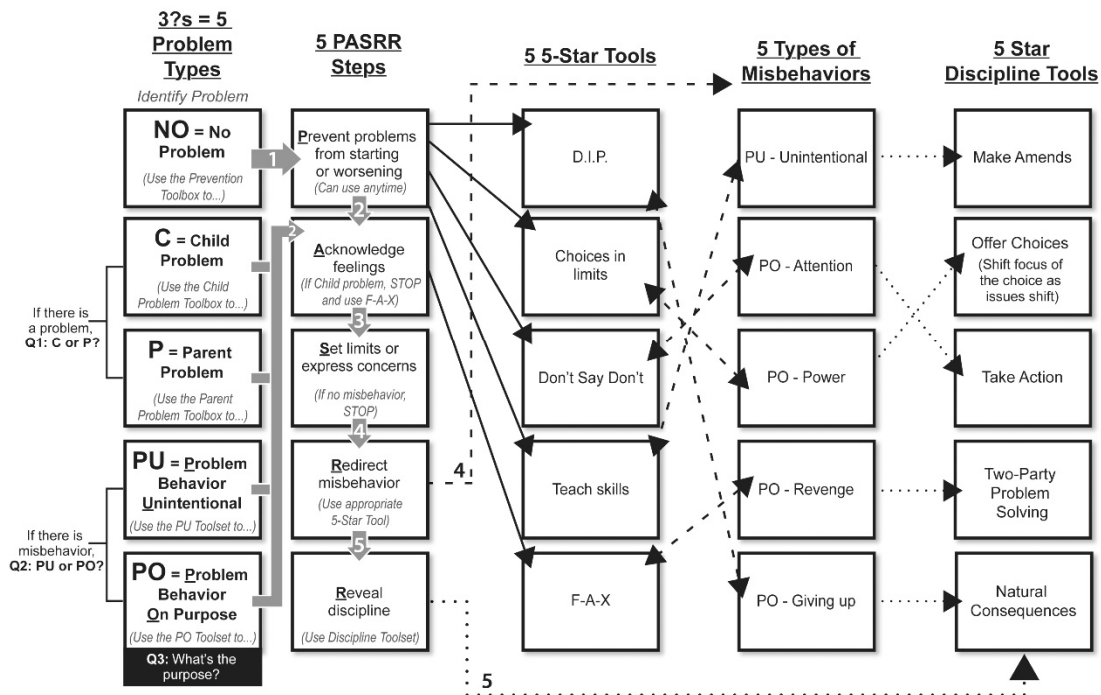 3?s = 5
Problem
Types
Identify Problem
NO = No
Problem
(Use the Prevention
Toolbox to...)
C = Child
Problem
(Use the Child
Problem Toolbox to...)
P = Parent
Problem
(Use the Parent
Problem Toolbox to...)
PU = Problem
Behavior
Unintentional
(Use the PU Toolset to...)
PO = Problem
Behavior
On Purpose
(Use the PO Toolset to...)
Q3: What's the
purpose?
If there is
a problem,
Q1: C or P?
If there is
misbehavior,
Q2: PU or PO?
1
2
5 PASRR
Steps
Prevent problems
from starting
or worsening
(Can use anytime)
2
Acknowledge
feelings
(If Child problem, STOP
and use F-A-X)
3
Set limits or
express concerns
(If no misbehavior,
STOP)
4
Redirect
misbehavior
(Use appropriate
5-Star Tool)
5
Reveal
discipline
(Use Discipline Toolset)
4
5
5 5-Star Tools
D.I.P.
Choices in
limits
Don't Say Don't
Teach skills
F-A-X
5 Types of
Misbehaviors
PU - Unintentional
PO - Attention
PO - Power
PO - Revenge
PO - Giving up
5 Star
Discipline Tools
Make Amends
Offer Choices
(Shift focus of
the choice as
issues shift)
Take Action
Two-Party
Problem
Solving
Natural
Consequences